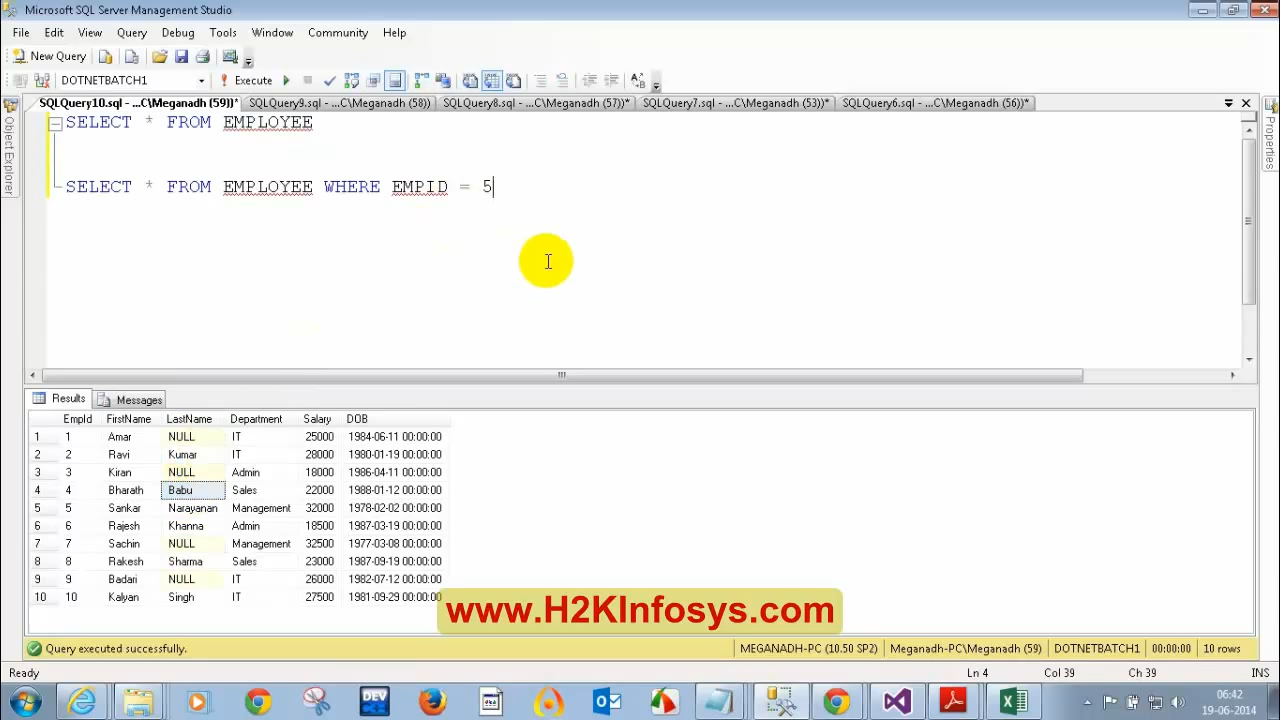 Microsoft SQL Server Management Studio
File Edit View Query Debug Tools Window Community Help
New Query
DOTNETBATCH1 Execute
SQLQuery10.sql - ...C\Meganadh (59))* SQLQuery9.sql - ...C\Meganadh (58)) SQLQuery8.sql - ...C\Meganadh (57))* SQLQuery7.sql - ...C\Meganadh (53))* SQLQuery6.sql - ...C\Meganadh (56))*
Object Explorer
Properties
SELECT * FROM EMPLOYEE
SELECT * FROM EMPLOYEE WHERE EMPID = 5
Results Messages
EmpId FirstName LastName Department Salary DOB
1 1 Amar NULL IT 25000 1984-06-11 00:00:00
2 2 Ravi Kumar IT 28000 1980-01-19 00:00:00
3 3 Kiran NULL Admin 18000 1986-04-11 00:00:00
4 4 Bharath Babu Sales 22000 1988-01-12 00:00:00
5 5 Sankar Narayanan Management 32000 1978-02-02 00:00:00
6 6 Rajesh Khanna Admin 18500 1987-03-19 00:00:00
7 7 Sachin NULL Management 32500 1977-03-08 00:00:00
8 8 Rakesh Sharma Sales 23000 1987-09-19 00:00:00
9 9 Badari NULL IT 26000 1982-07-12 00:00:00
10 10 Kalyan Singh IT 27500 1981-09-29 00:00:00
www.H2KInfosys.com
Query executed successfully. MEGANADH-PC (10.50 SP2) Meganadh-PC\Meganadh (59) DOTNETBATCH1 00:00:00 10 rows
Ready Ln 4 Col 39 Ch 39 INS
DEV
06:42
19-06-2014